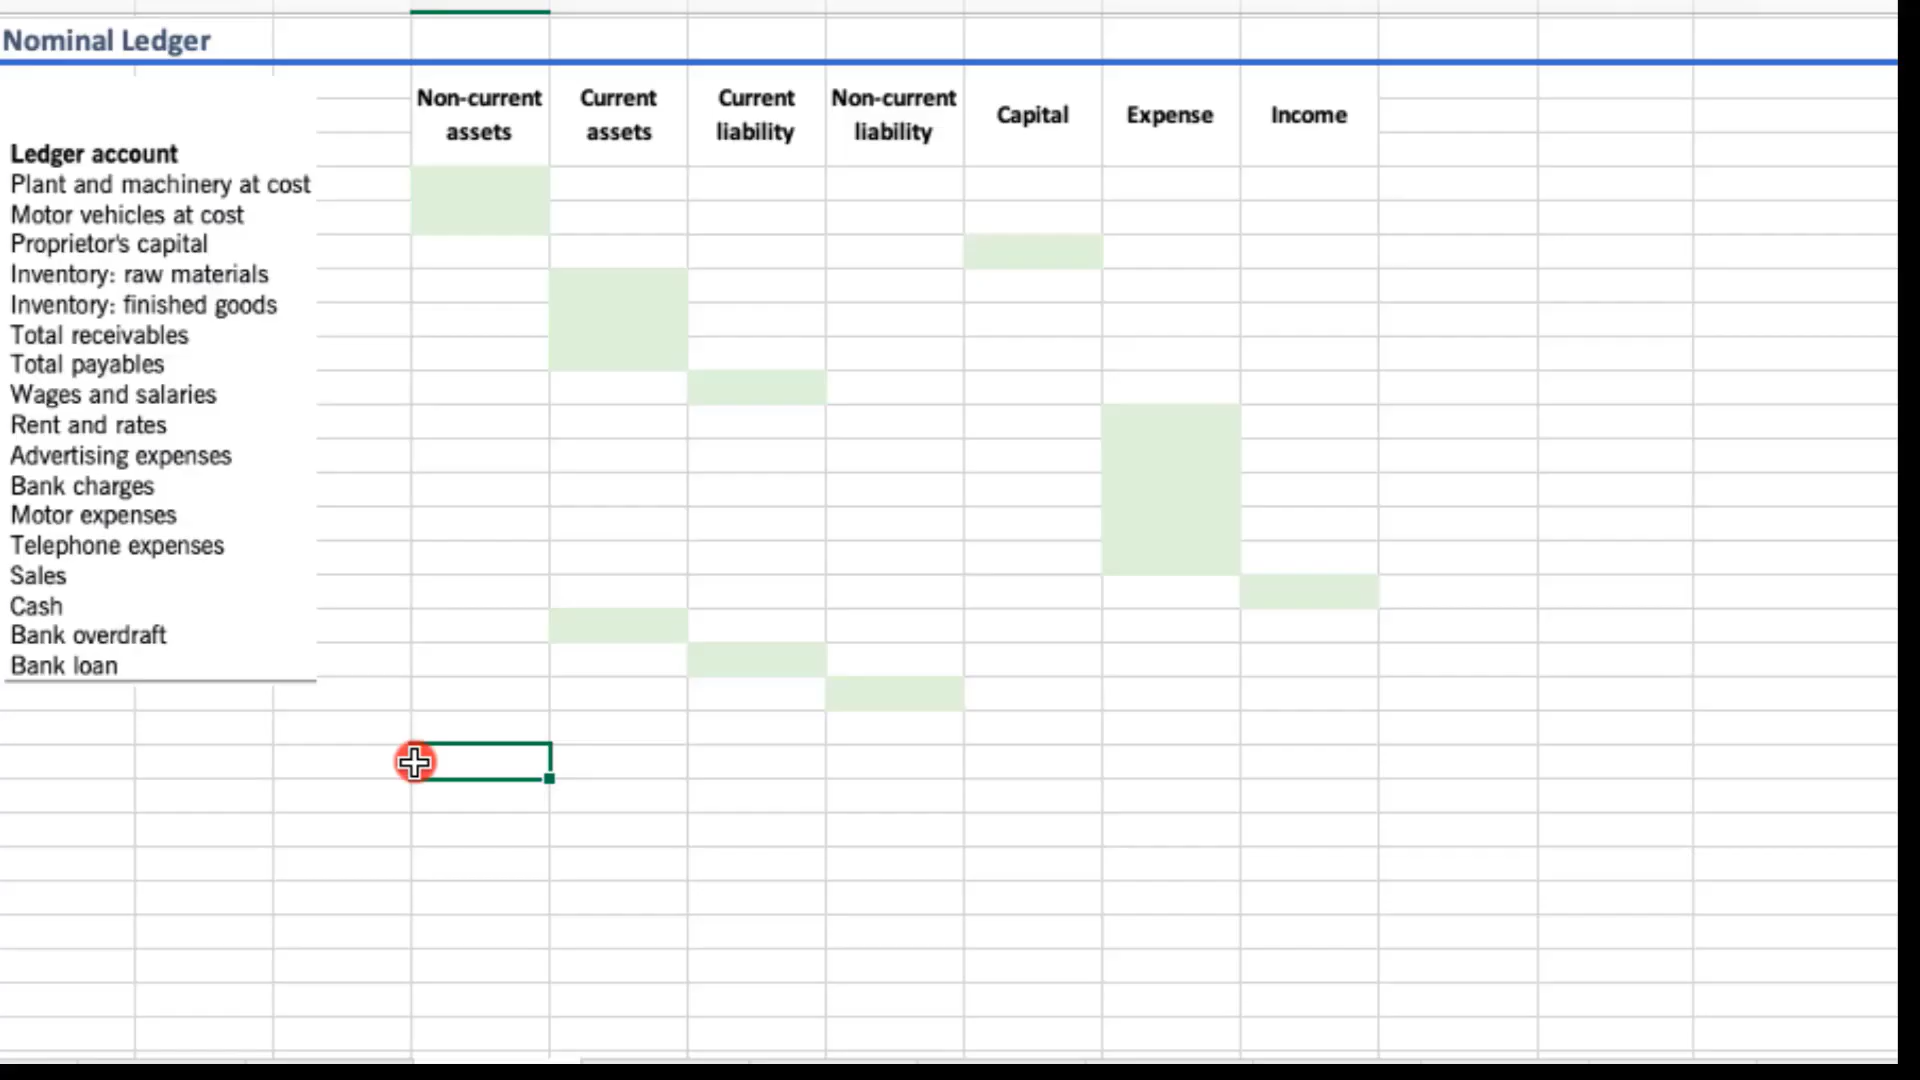 Nominal Ledger
Non-current assets
Current assets
Current liability
Non-current liability
Capital
Expense
Income
Ledger account
Plant and machinery at cost
Motor vehicles at cost
Proprietor's capital
Inventory: raw materials
Inventory: finished goods
Total receivables
Total payables
Wages and salaries
Rent and rates
Advertising expenses
Bank charges
Motor expenses
Telephone expenses
Sales
Cash
Bank overdraft
Bank loan